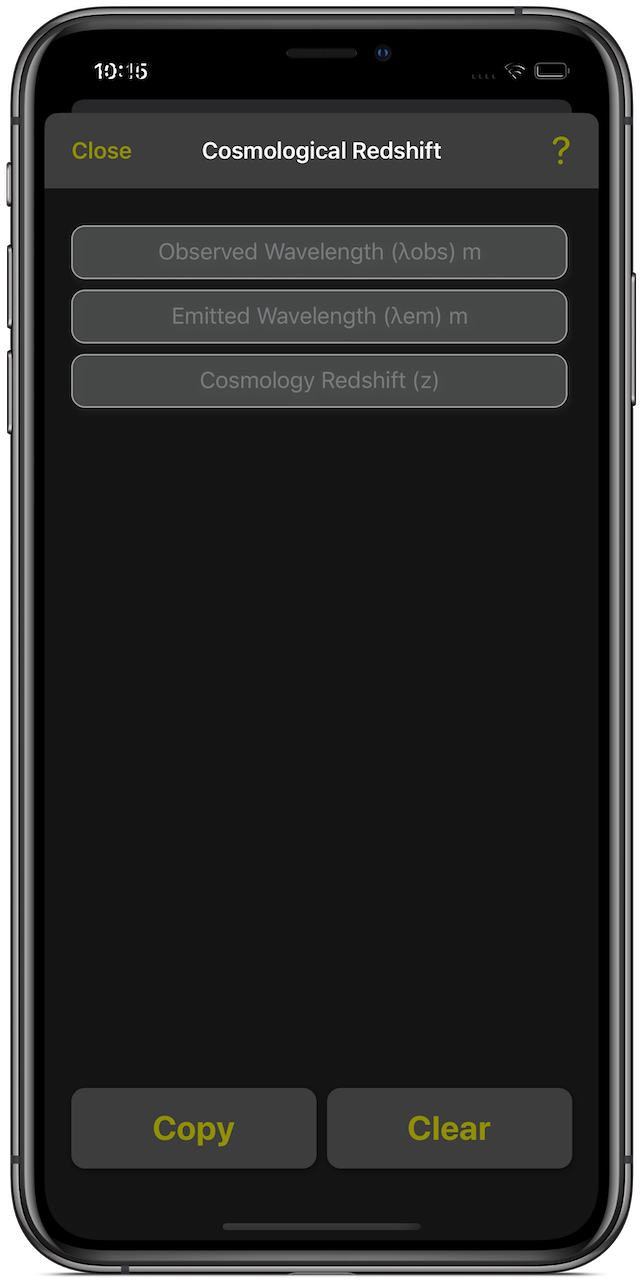 10:15
Close Cosmological Redshift ?
Observed Wavelength (λobs) m
Emitted Wavelength (λem) m
Cosmology Redshift (z)
Copy Clear